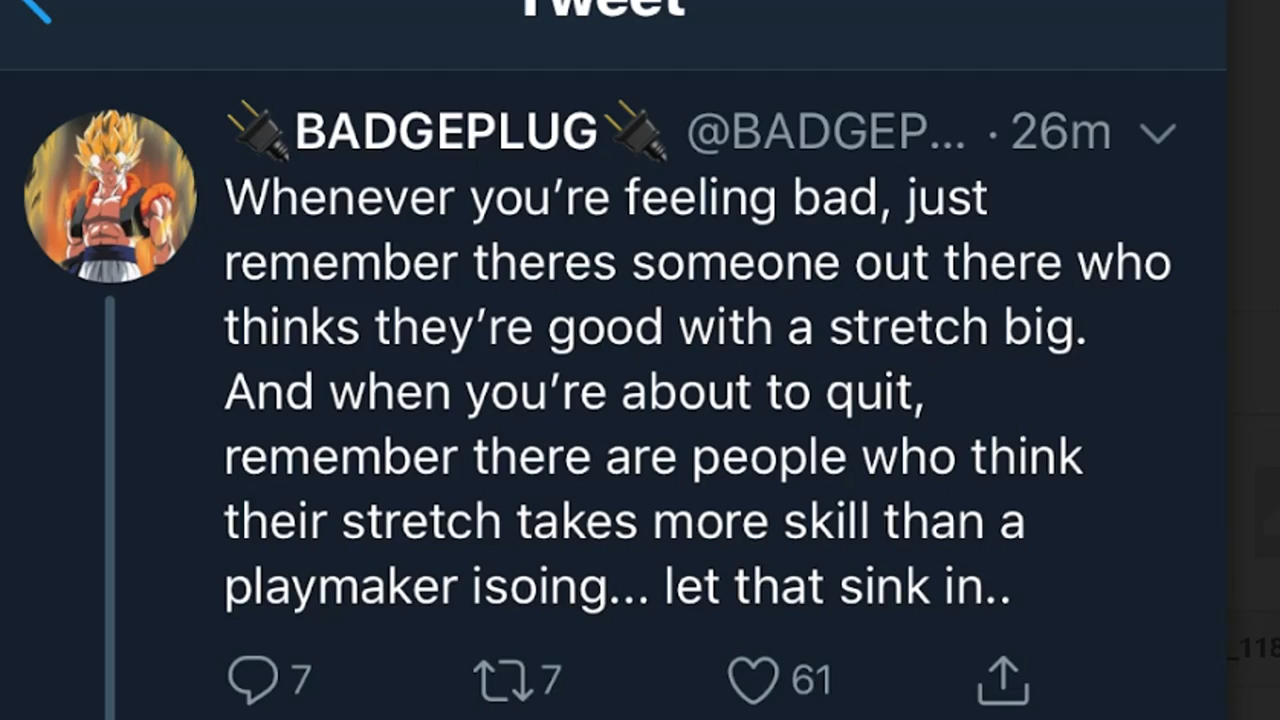 Tweet
BADGEPLUG @BADGEP... · 26m
Whenever you’re feeling bad, just
remember theres someone out there who
thinks they’re good with a stretch big.
And when you’re about to quit,
remember there are people who think
their stretch takes more skill than a
playmaker isoing... let that sink in..
7 7 61
_118